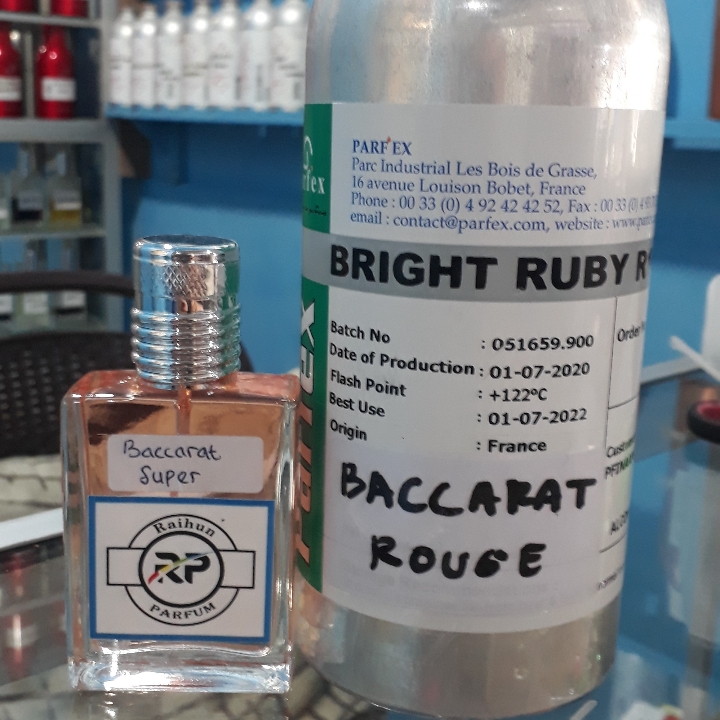 PARF'EX
Parc Industrial Les Bois de Grasse,
16 avenue Louison Bobet, France
Phone : 00 33 (0) 4 92 42 42 52, Fax : 00 33 (0) 4
email : contact@parfex.com, website :
BRIGHT RUBY
Batch No : 051659.900
Date of Production : 01-07-2020
Flash Point : +122ºC
Best Use : 01-07-2022
Origin : France
BACCARAT
ROUGE
Baccarat
Super
Raihun
RP
PARFUM